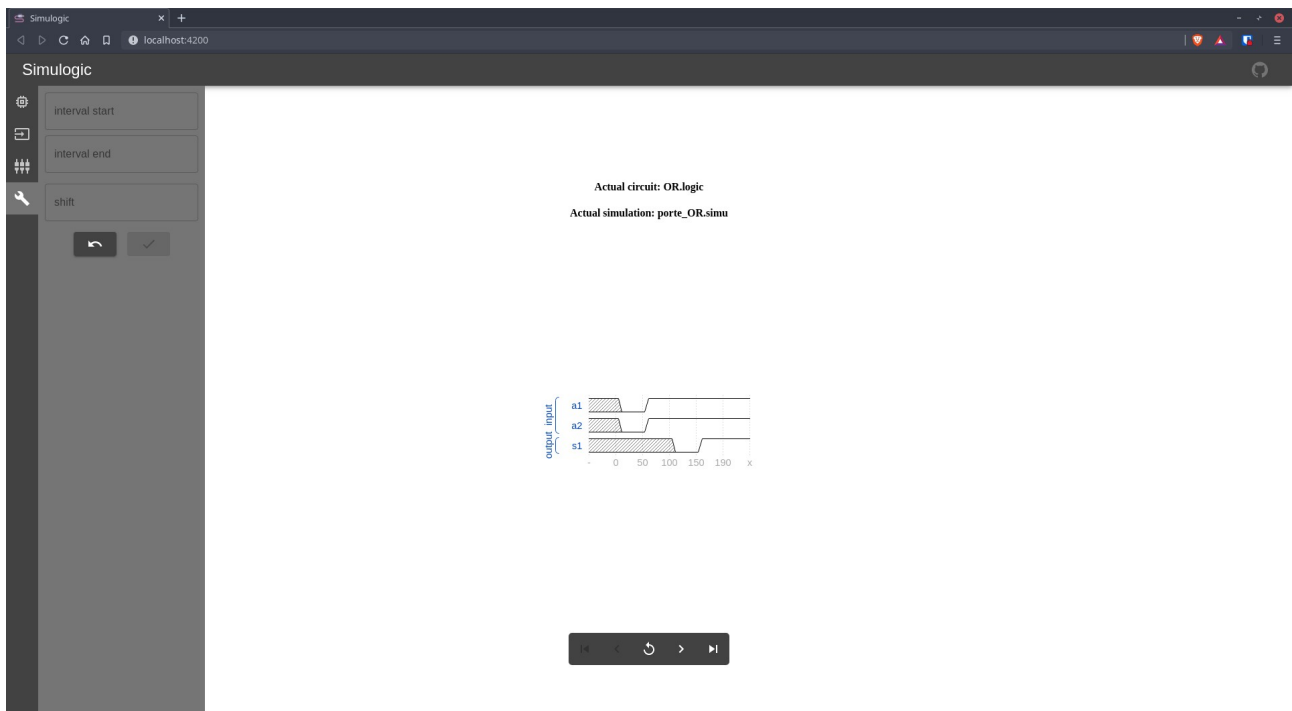 Simulogic
localhost:4200
Simulogic
interval start
interval end
shift
Actual circuit: OR.logic
Actual simulation: porte_OR.simu
input
a1
a2
output
s1
- 0 50 100 150 190 x